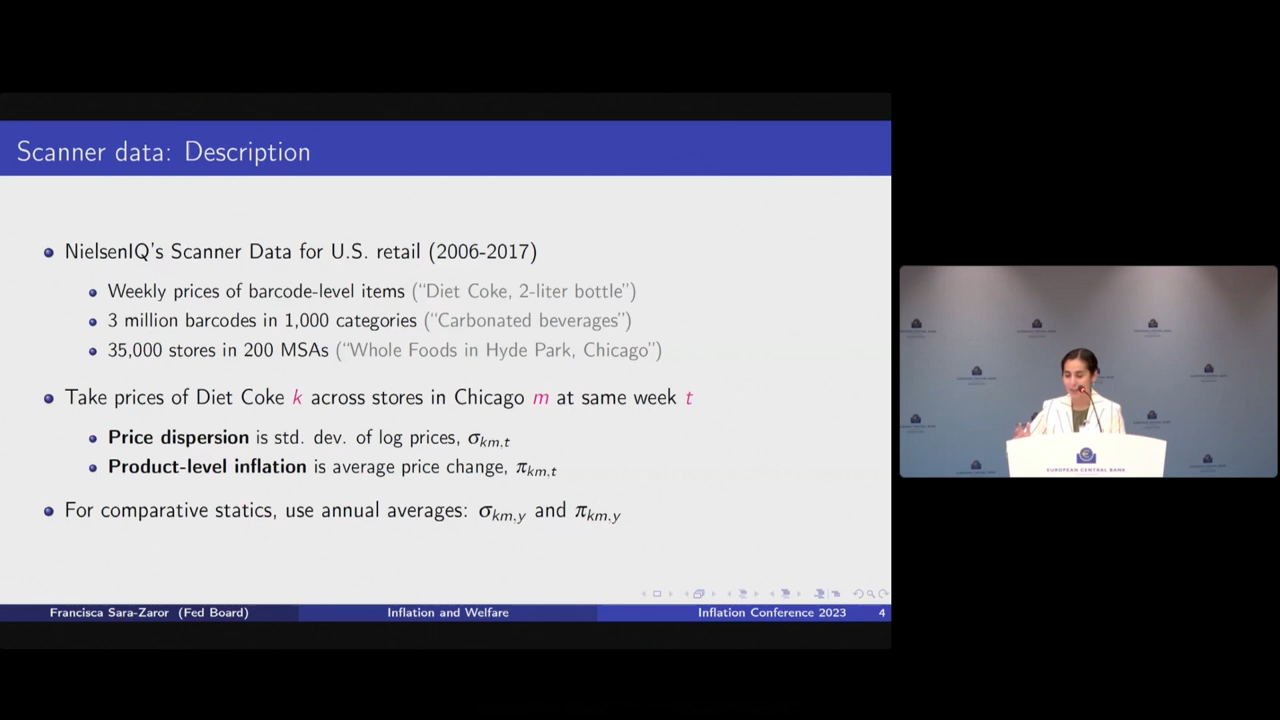 Scanner data: Description
NielsenIQ's Scanner Data for U.S. retail (2006-2017)
Weekly prices of barcode-level items ("Diet Coke, 2-liter bottle")
3 million barcodes in 1,000 categories ("Carbonated beverages")
35,000 stores in 200 MSAs ("Whole Foods in Hyde Park, Chicago")
Take prices of Diet Coke k across stores in Chicago m at same week t
Price dispersion is std. dev. of log prices, σkm,t
Product-level inflation is average price change, πkm,t
For comparative statics, use annual averages: σkm,y and πkm,y
Francisca Sara-Zaror (Fed Board) Inflation and Welfare Inflation Conference 2023 4
EUROPEAN CENTRAL BANK